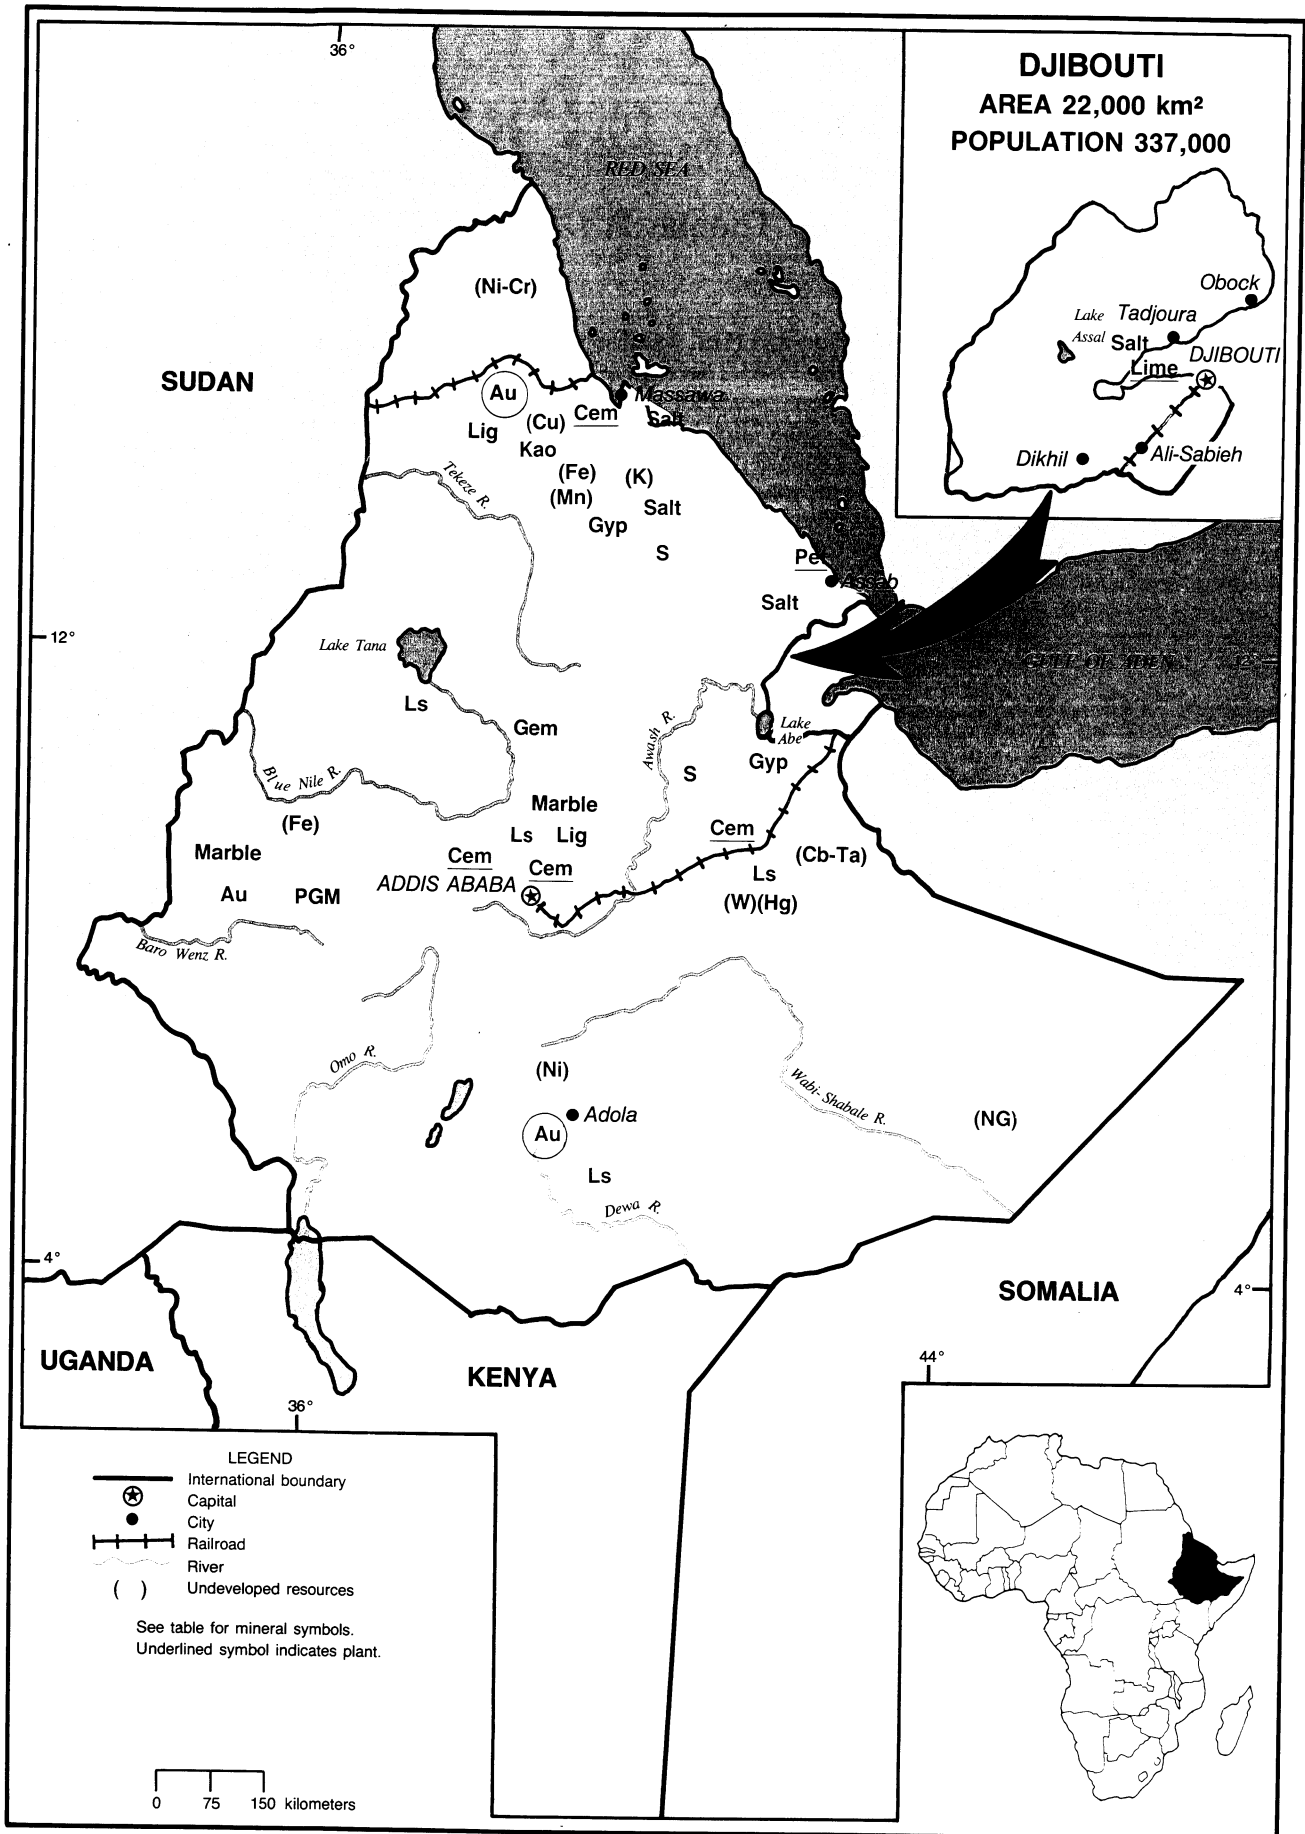 36°
DJIBOUTI
AREA 22,000 km²
POPULATION 337,000
RED SEA
Obock
Lake
Assal
Tadjoura
Salt
DJIBOUTI
Lime
Dikhil
Ali-Sabieh
(Ni-Cr)
SUDAN
Au
Massawa
(Cu)
Cem
Salt
Lig
Kao
(Fe)
(K)
Tekeze R.
(Mn)
Salt
Gyp
S
Pet
Assab
Salt
12°
Lake Tana
GULF OF ADEN
12°
Ls
Gem
Awash R.
Lake
Abe
Gyp
S
Blue Nile R.
Marble
(Fe)
Ls
Lig
Cem
Marble
Cem
Cem
(Cb-Ta)
ADDIS ABABA
Ls
Au
PGM
(W)(Hg)
Baro Wenz R.
Omo R.
(Ni)
Wabi-Shabale R.
Adola
(NG)
Au
Ls
Dewa R.
4°
SOMALIA
4°
UGANDA
KENYA
44°
36°
LEGEND
International boundary
Capital
City
Railroad
River
( ) Undeveloped resources
See table for mineral symbols.
Underlined symbol indicates plant.
0 75 150 kilometers